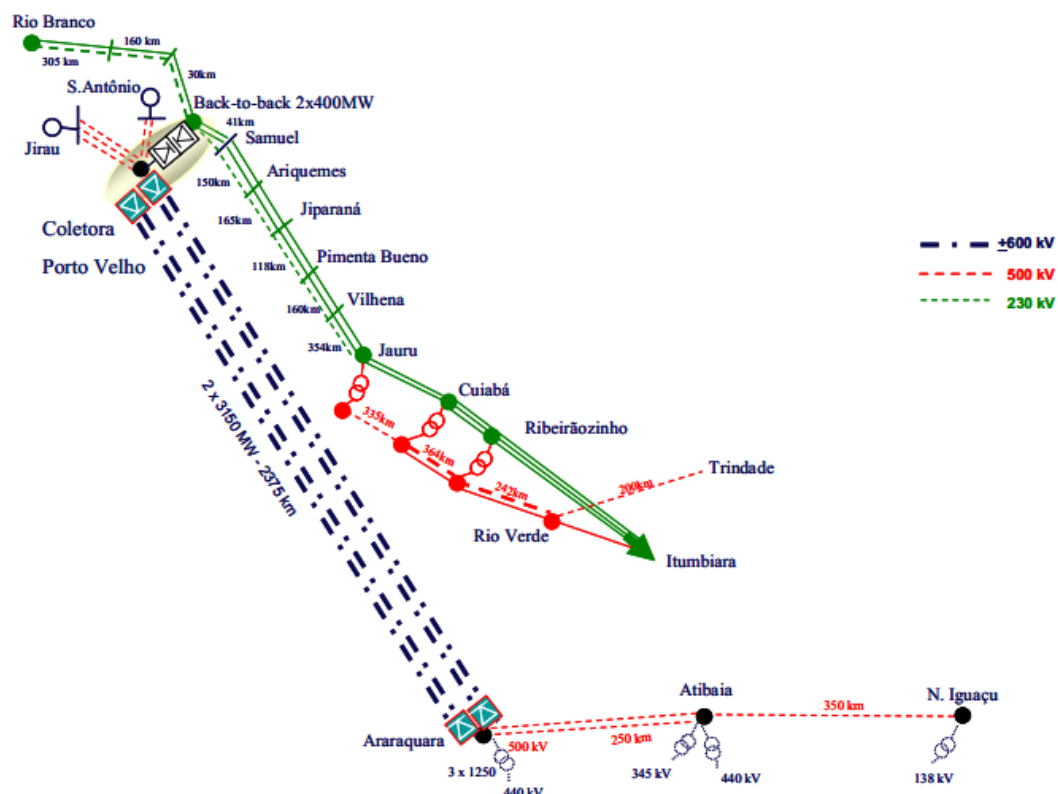 Rio Branco
160 km
305 km
30km
S.Antônio
Back-to-back 2x400MW
41km
Samuel
Jirau
150km
Ariquemes
165km
Jiparaná
Coletora
Porto Velho
118km
Pimenta Bueno
160km
Vilhena
354km
Jauru
±600 kV
500 kV
230 kV
Cuiabá
335km
Ribeirãozinho
364km
242km
200km
Trindade
Rio Verde
Itumbiara
2 x 3150 MW - 2375 km
Atibaia
N. Iguaçu
350 km
Araraquara
500 kV
250 km
3 x 1250
440kV
345 kV
440 kV
138 kV